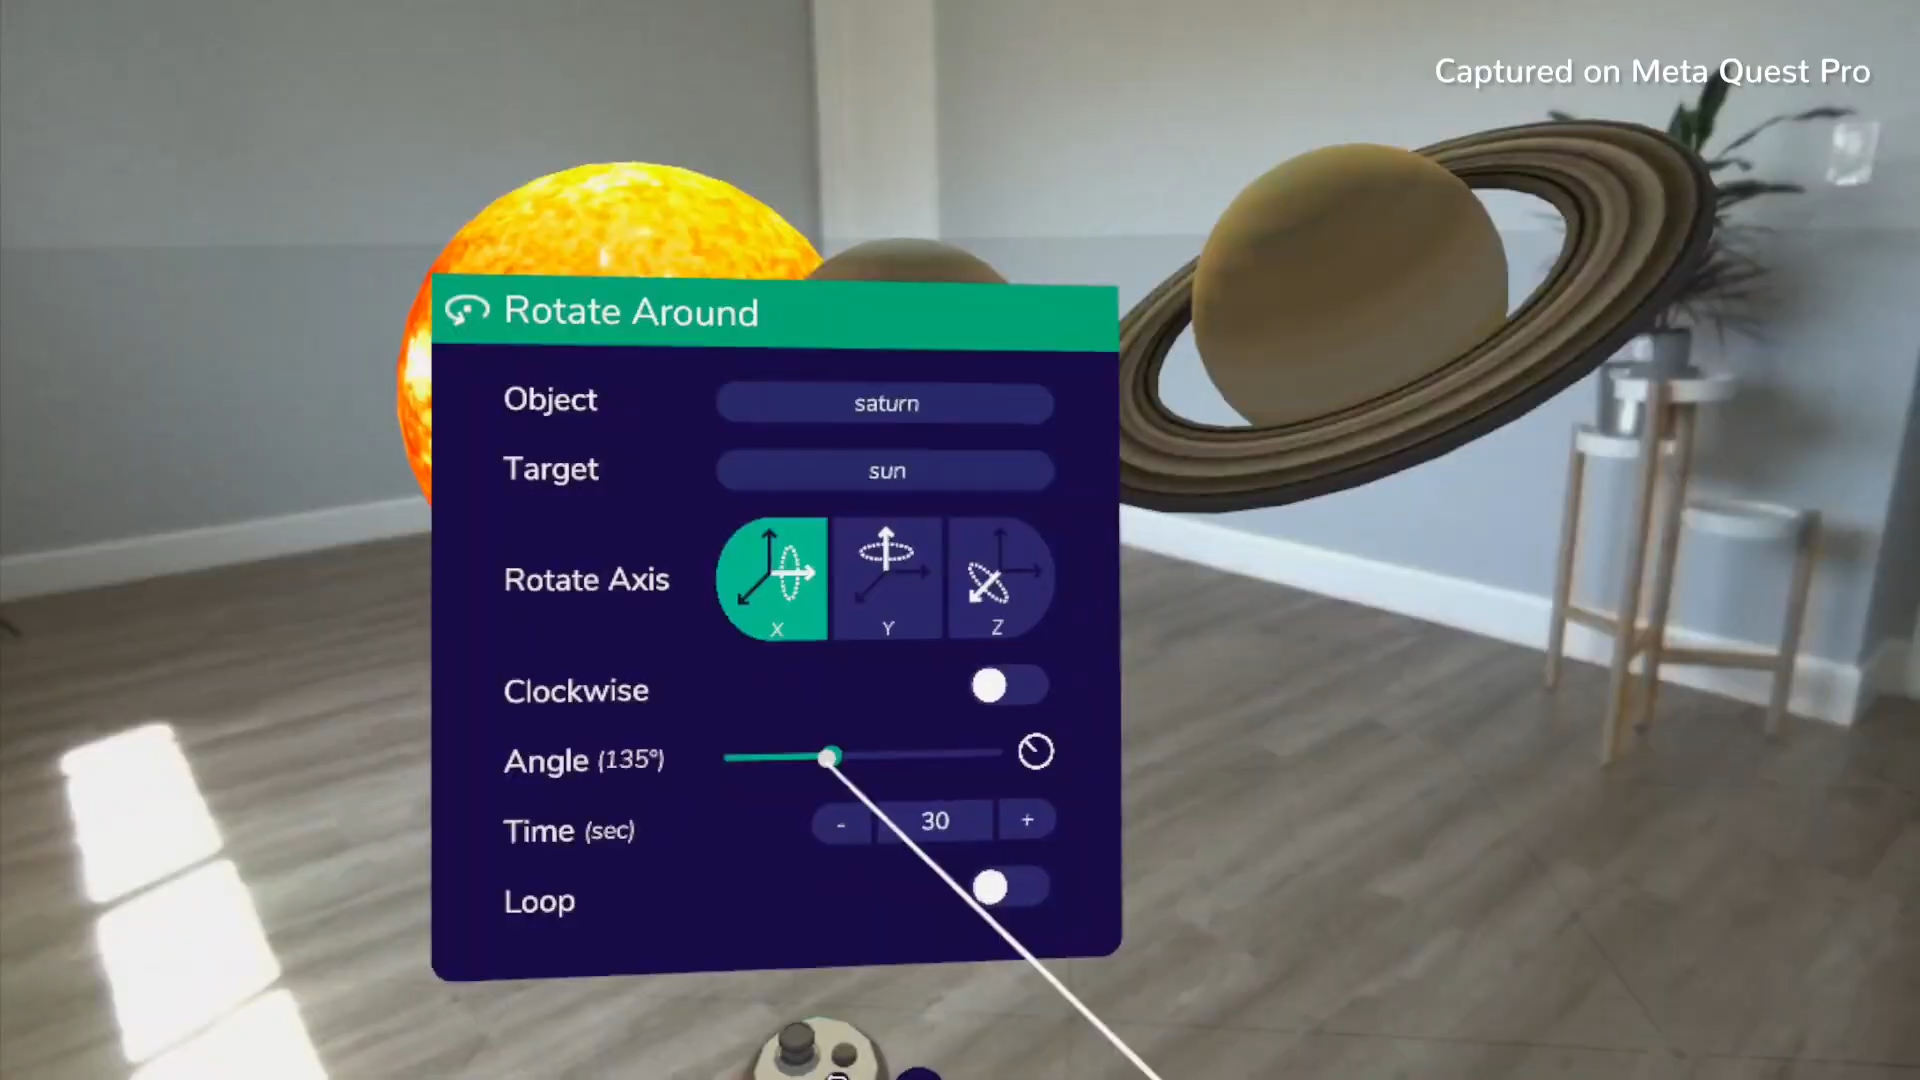 Captured on Meta Quest Pro
Rotate Around
Object
saturn
Target
sun
Rotate Axis
X
Y
Z
Clockwise
Angle (135°)
Time (sec)
-
30
+
Loop